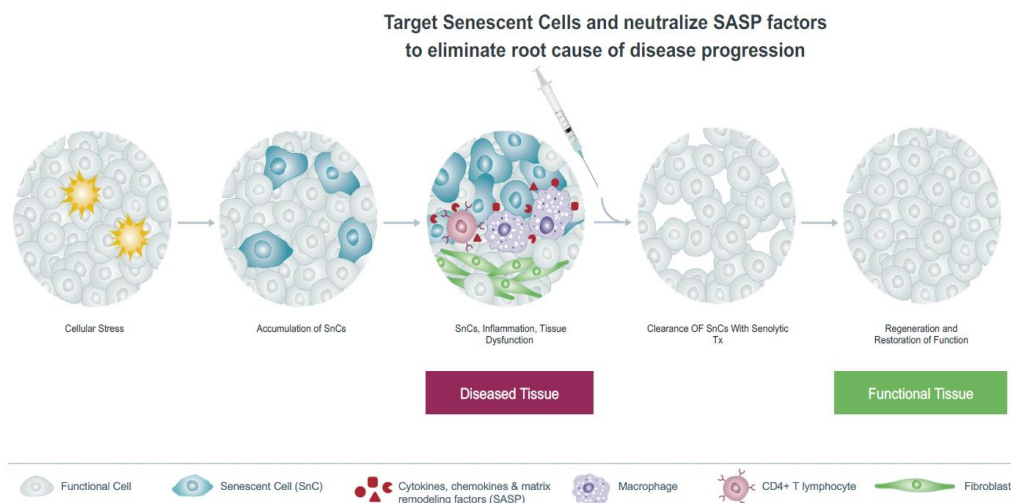 Target Senescent Cells and neutralize SASP factors
to eliminate root cause of disease progression
Cellular Stress
Accumulation of SnCs
SnCs, Inflammation, Tissue
Dysfunction
Clearance OF SnCs With Senolytic
Tx
Regeneration and
Restoration of Function
Diseased Tissue
Functional Tissue
Functional Cell
Senescent Cell (SnC)
Cytokines, chemokines & matrix
remodeling factors (SASP)
Macrophage
CD4+ T lymphocyte
Fibroblast